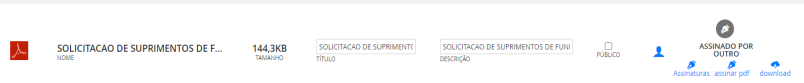 SOLICITACAO DE SUPRIMENTOS DE F...
NOME
144,3KB
TAMANHO
SOLICITACAO DE SUPRIMENTO
TÍTULO
SOLICITACAO DE SUPRIMENTOS DE FUNI
DESCRIÇÃO
PÚBLICO
ASSINADO POR
OUTRO
Assinaturas assinar pdf download